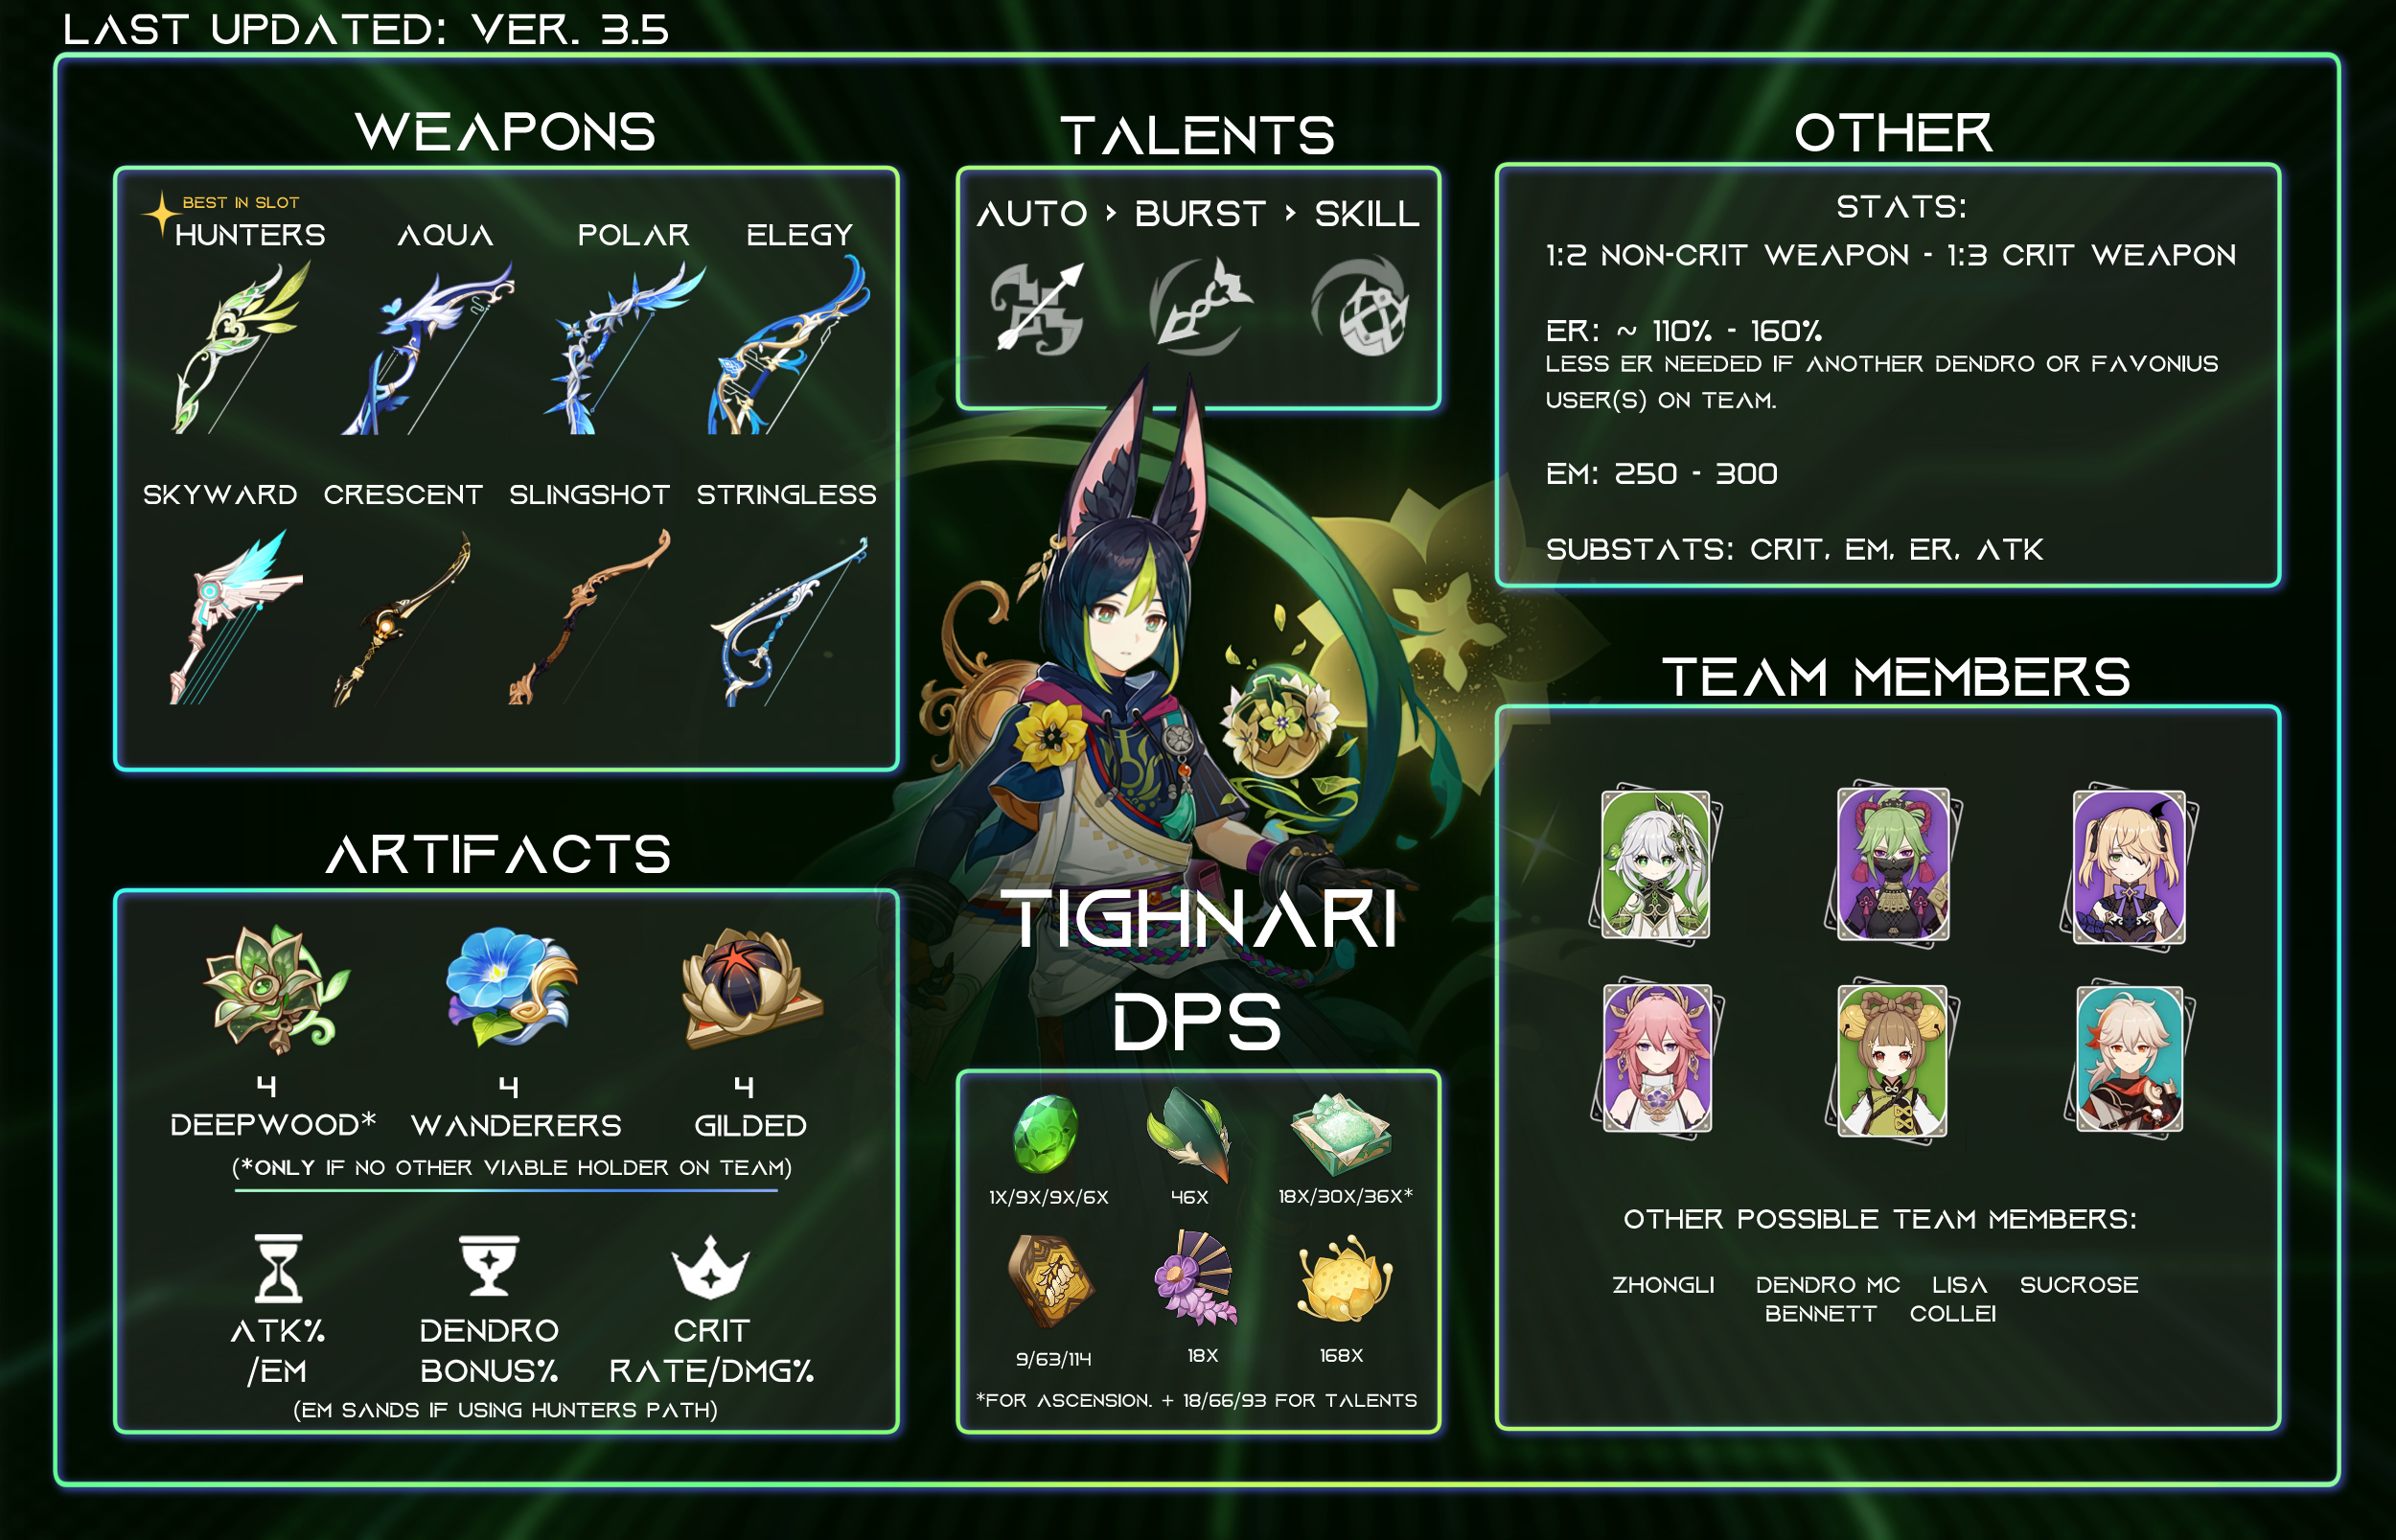 LAST UPDATED: VER. 3.5
WEAPONS
BEST IN SLOT
HUNTERS
AQUA
POLAR
ELEGY
SKYWARD
CRESCENT
SLINGSHOT
STRINGLESS
ARTIFACTS
4
DEEPWOOD*
4
WANDERERS
4
GILDED
(*ONLY IF NO OTHER VIABLE HOLDER ON TEAM)
ATK%
/EM
DENDRO
BONUS%
CRIT
RATE/DMG%
(EM SANDS IF USING HUNTERS PATH)
TALENTS
AUTO > BURST > SKILL
TIGHNARI
DPS
1X/9X/9X/6X
46X
18X/30X/36X*
9/63/114
18X
168X
*FOR ASCENSION. + 18/66/93 FOR TALENTS
OTHER
STATS:
1:2 NON-CRIT WEAPON - 1:3 CRIT WEAPON
ER: ~ 110% - 160%
LESS ER NEEDED IF ANOTHER DENDRO OR FAVONIUS
USER(S) ON TEAM.
EM: 250 - 300
SUBSTATS: CRIT, EM, ER, ATK
TEAM MEMBERS
OTHER POSSIBLE TEAM MEMBERS:
ZHONGLI DENDRO MC LISA SUCROSE
BENNETT COLLEI